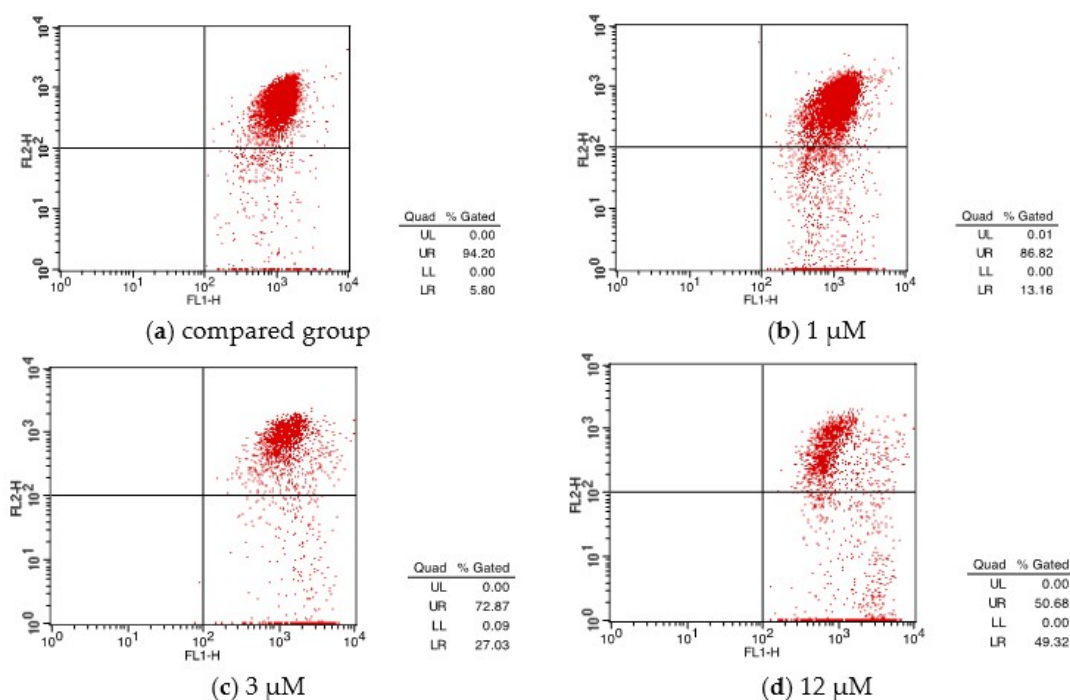 10^4
10^3
10^2
10^1
10^0
FL2-H
10^0 10^1 10^2 10^3 10^4
FL1-H
Quad % Gated
UL 0.00
UR 94.20
LL 0.00
LR 5.80
(a) compared group
10^4
10^3
10^2
10^1
10^0
FL2-H
10^0 10^1 10^2 10^3 10^4
FL1-H
Quad % Gated
UL 0.01
UR 86.82
LL 0.00
LR 13.16
(b) 1 μM
10^4
10^3
10^2
10^1
10^0
FL2-H
10^0 10^1 10^2 10^3 10^4
FL1-H
Quad % Gated
UL 0.00
UR 72.87
LL 0.09
LR 27.03
(c) 3 μM
10^4
10^3
10^2
10^1
10^0
FL2-H
10^0 10^1 10^2 10^3 10^4
FL1-H
Quad % Gated
UL 0.00
UR 50.68
LL 0.00
LR 49.32
(d) 12 μM